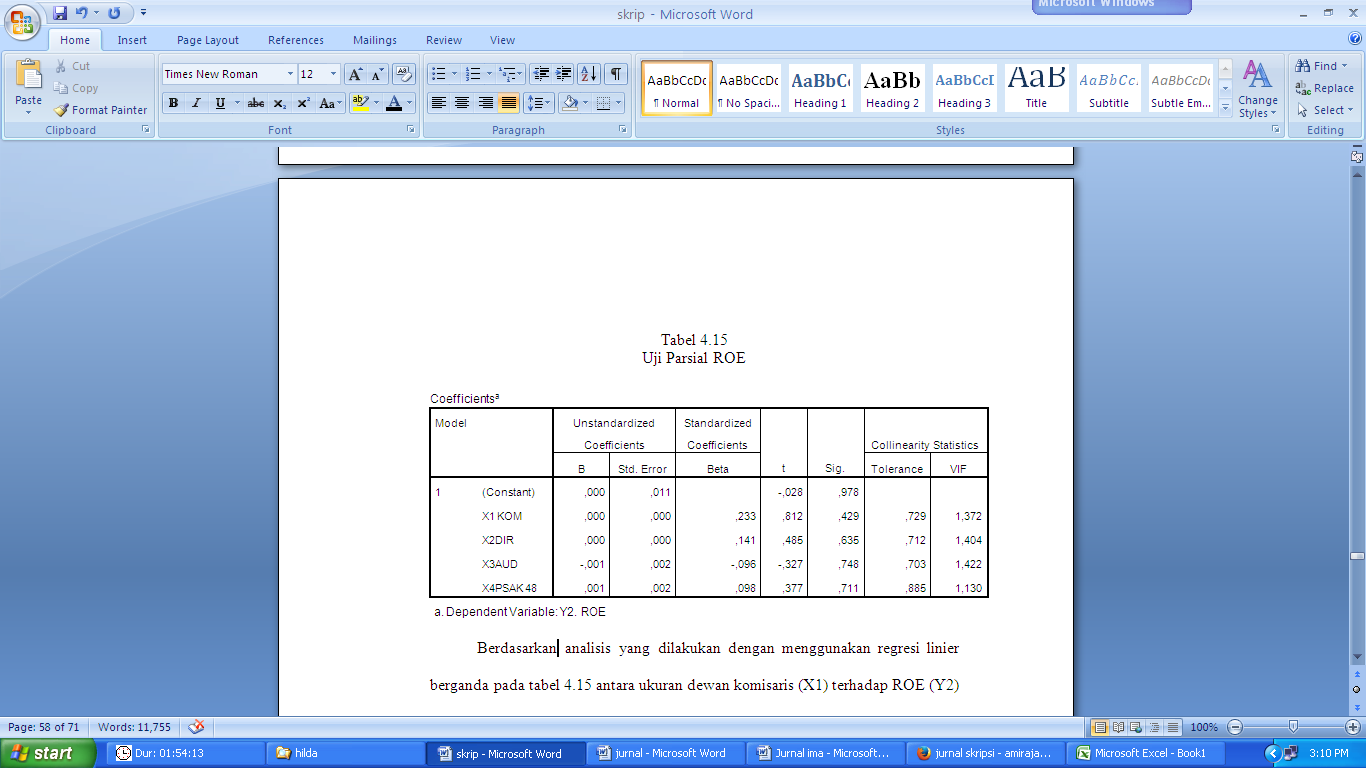 skrip - Microsoft Word
Microsoft Windows
Home Insert Page Layout References Mailings Review View
Paste
Cut
Copy
Format Painter
Clipboard
Times New Roman 12
B I U abc x₂ x² Aa
Font
Paragraph
AaBbCcDc AaBbCcDc AaBbC AaBb AaBbCcI AaB AaBbCc. AaBbCcDc
¶ Normal ¶ No Spaci... Heading 1 Heading 2 Heading 3 Title Subtitle Subtle Em...
Change Styles
Styles
Find
Replace
Select
Editing
Tabel 4.15
Uji Parsial ROE
Coefficientsᵃ
Model Unstandardized Coefficients Standardized Coefficients t Sig. Collinearity Statistics
B Std. Error Beta Tolerance VIF
1 (Constant) ,000 ,011 -,028 ,978
X1 KOM ,000 ,000 ,233 ,812 ,429 ,729 1,372
X2DIR ,000 ,000 ,141 ,485 ,635 ,712 1,404
X3AUD -,001 ,002 -,096 -,327 ,748 ,703 1,422
X4PSAK 48 ,001 ,002 ,098 ,377 ,711 ,885 1,130
a. Dependent Variable: Y2. ROE
Berdasarkan analisis yang dilakukan dengan menggunakan regresi linier
berganda pada tabel 4.15 antara ukuran dewan komisaris (X1) terhadap ROE (Y2)
Page: 58 of 71 Words: 11,755 100%
start Dur: 01:54:13 hilda skrip - Microsoft Word jurnal - Microsoft Word Jurnal ima - Microsoft... jurnal skripsi - amiraja... Microsoft Excel - Book1 3:10 PM